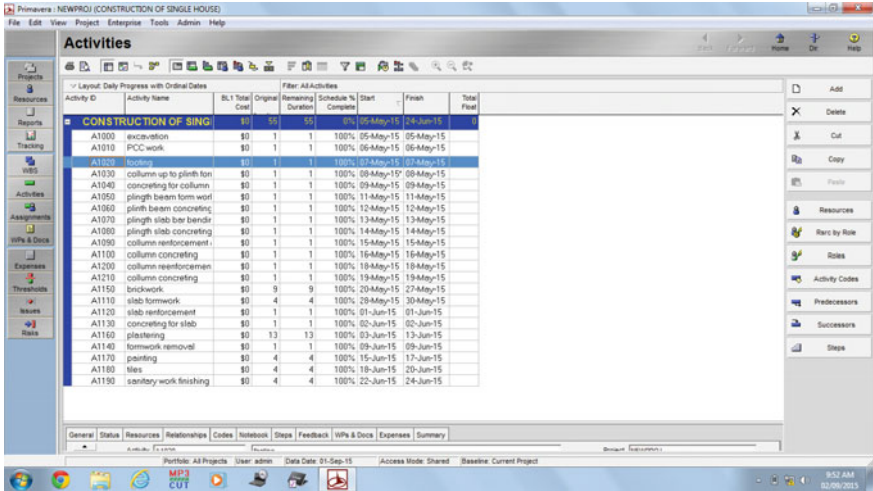 Primavera : NEWPROJ (CONSTRUCTION OF SINGLE HOUSE)
File Edit View Project Enterprise Tools Admin Help
Activities
Back Forward Home Dir Help
Layout: Daily Progress with Ordinal Dates Filter: All Activities
Activity ID Activity Name BL1 Total Cost Original Remaining Duration Schedule % Complete Start Finish Total Float
CONSTRUCTION OF SINGI $0 55 55 0% 05-May-15 24-Jun-15 0
A1000 excavation $0 1 1 100% 05-May-15 05-May-15
A1010 PCC work $0 1 1 100% 06-May-15 06-May-15
A1020 footing $0 1 1 100% 07-May-15 07-May-15
A1030 collumn up to plinth fon $0 1 1 100% 08-May-15* 08-May-15
A1040 concreting for collumn $0 1 1 100% 09-May-15 09-May-15
A1050 plingth beam form worl $0 1 1 100% 11-May-15 11-May-15
A1060 plinth beam concreting $0 1 1 100% 12-May-15 12-May-15
A1070 plingth slab bar bendir $0 1 1 100% 13-May-15 13-May-15
A1080 plingth slab concreting $0 1 1 100% 14-May-15 14-May-15
A1090 collumn renforcement $0 1 1 100% 15-May-15 15-May-15
A1100 collumn concreting $0 1 1 100% 16-May-15 16-May-15
A1200 collumn reenforcemen $0 1 1 100% 18-May-15 18-May-15
A1210 collumn concreting $0 1 1 100% 19-May-15 19-May-15
A1150 brickwork $0 9 9 100% 20-May-15 27-May-15
A1110 slab formwork $0 4 4 100% 28-May-15 30-May-15
A1120 slab renforcement $0 1 1 100% 01-Jun-15 01-Jun-15
A1130 concreting for slab $0 1 1 100% 02-Jun-15 02-Jun-15
A1160 plastering $0 13 13 100% 03-Jun-15 13-Jun-15
A1140 formwork removal $0 1 1 100% 09-Jun-15 09-Jun-15
A1170 painting $0 4 4 100% 15-Jun-15 17-Jun-15
A1180 tiles $0 4 4 100% 18-Jun-15 20-Jun-15
A1190 sanitary work finishing $0 4 4 100% 22-Jun-15 24-Jun-15
Projects
Resources
Reports
Tracking
WBS
Activities
Assignments
WPs & Docs
Expenses
Thresholds
Issues
Risks
Add
Delete
Cut
Copy
Paste
Resources
Rsrc by Role
Roles
Activity Codes
Predecessors
Successors
Steps
General Status Resources Relationships Codes Notebook Steps Feedback WPs & Docs Expenses Summary
Activity A1020 footing Project NEWPROJ
Portfolio: All Projects User: admin Data Date: 01-Sep-15 Access Mode: Shared Baseline: Current Project
MP3 CUT
9:52 AM
02/09/2015